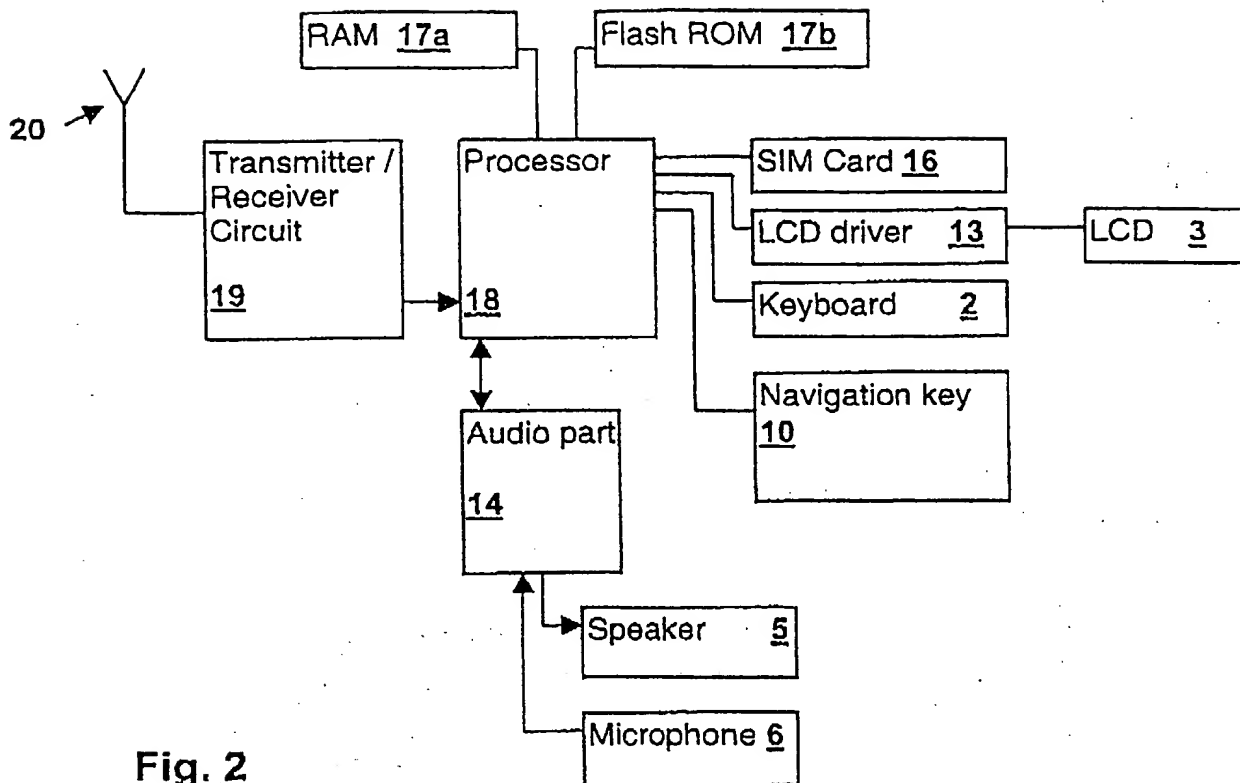 RAM 17a
Flash ROM 17b
20
Transmitter /
Receiver
Circuit
19
Processor
18
SIM Card 16
LCD driver 13
LCD 3
Keyboard 2
Navigation key
10
Audio part
14
Speaker 5
Microphone 6
Fig. 2